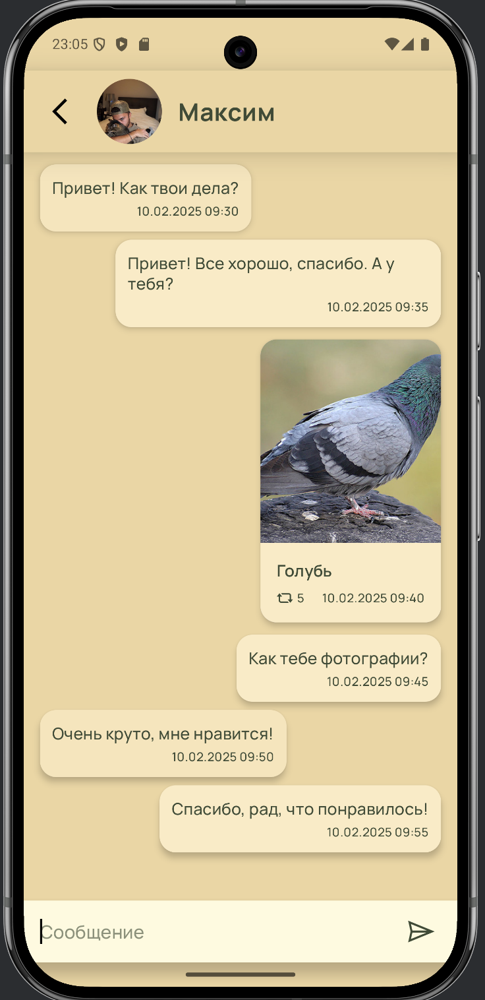 23:05
Максим
Привет! Как твои дела?
10.02.2025 09:30
Привет! Все хорошо, спасибо. А у
тебя?
10.02.2025 09:35
Голубь
5 10.02.2025 09:40
Как тебе фотографии?
10.02.2025 09:45
Очень круто, мне нравится!
10.02.2025 09:50
Спасибо, рад, что понравилось!
10.02.2025 09:55
Сообщение